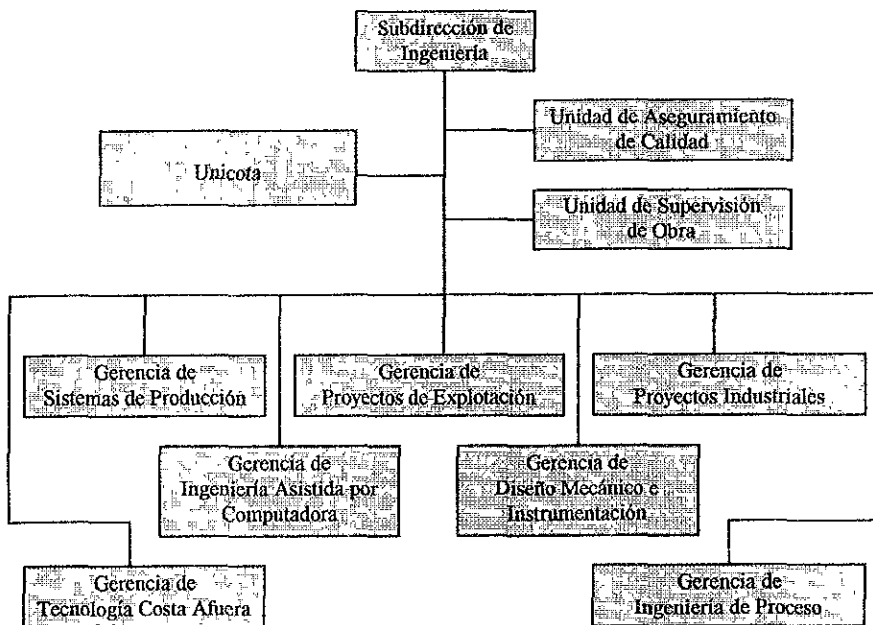 Subdirección de
Ingeniería
Unidad de Aseguramiento
de Calidad
Unicota
Unidad de Supervisión
de Obra
Gerencia de
Sistemas de Producción
Gerencia de
Proyectos de Explotación
Gerencia de
Proyectos Industriales
Gerencia de
Ingeniería Asistida por
Computadora
Gerencia de
Diseño Mecánico e
Instrumentación
Gerencia de
Tecnología Costa Afuera
Gerencia de
Ingeniería de Proceso